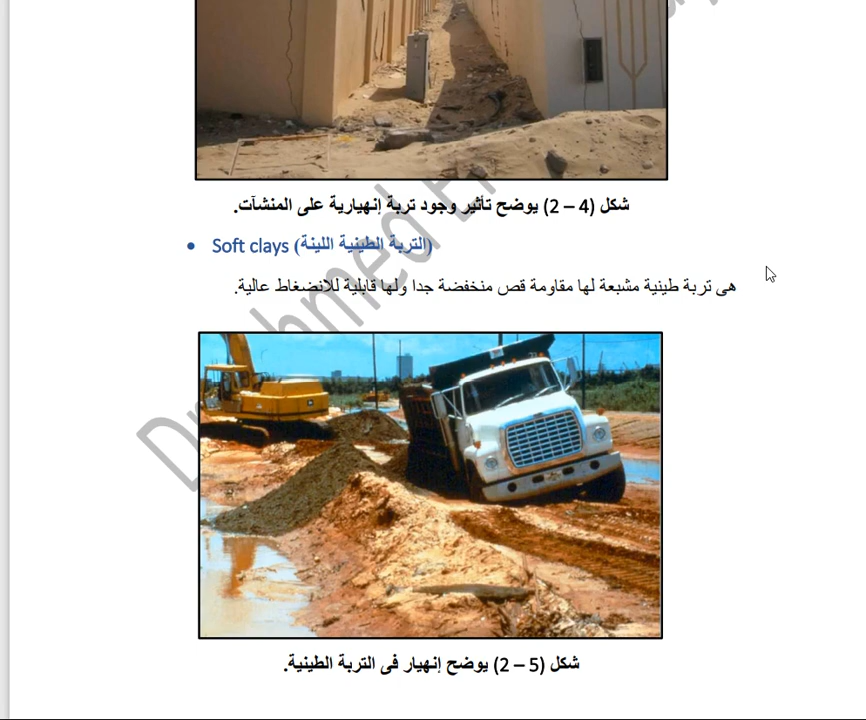 شكل (4 – 2) يوضح تأثير وجود تربة إنهيارية على المنشآت.
• Soft clays (التربة الطينية اللينة)
هى تربة طينية مشبعة لها مقاومة قص منخفضة جدا ولها قابلية للانضغاط عالية.
شكل (5 – 2) يوضح إنهيار فى التربة الطينية.